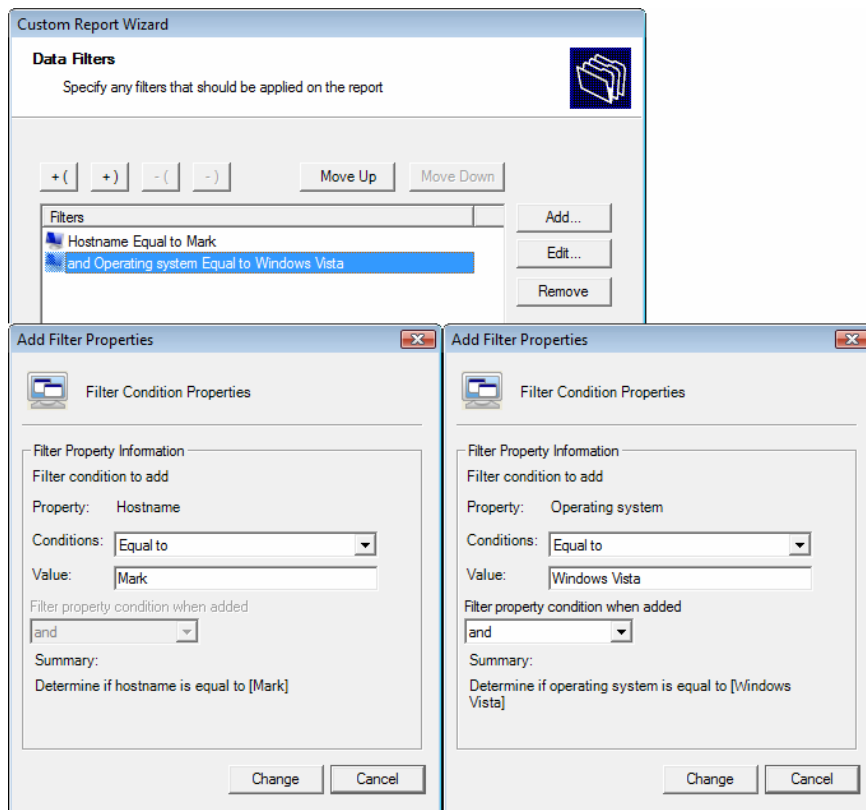 Custom Report Wizard
Data Filters
Specify any filters that should be applied on the report
+ ( + ) - ( - ) Move Up Move Down
Filters
Add...
Hostname Equal to Mark
and Operating system Equal to Windows Vista
Edit...
Remove
Add Filter Properties
Filter Condition Properties
Filter Property Information
Filter condition to add
Property: Hostname
Conditions: Equal to
Value: Mark
Filter property condition when added
and
Summary:
Determine if hostname is equal to [Mark]
Change Cancel
Add Filter Properties
Filter Condition Properties
Filter Property Information
Filter condition to add
Property: Operating system
Conditions: Equal to
Value: Windows Vista
Filter property condition when added
and
Summary:
Determine if operating system is equal to [Windows
Vista]
Change Cancel